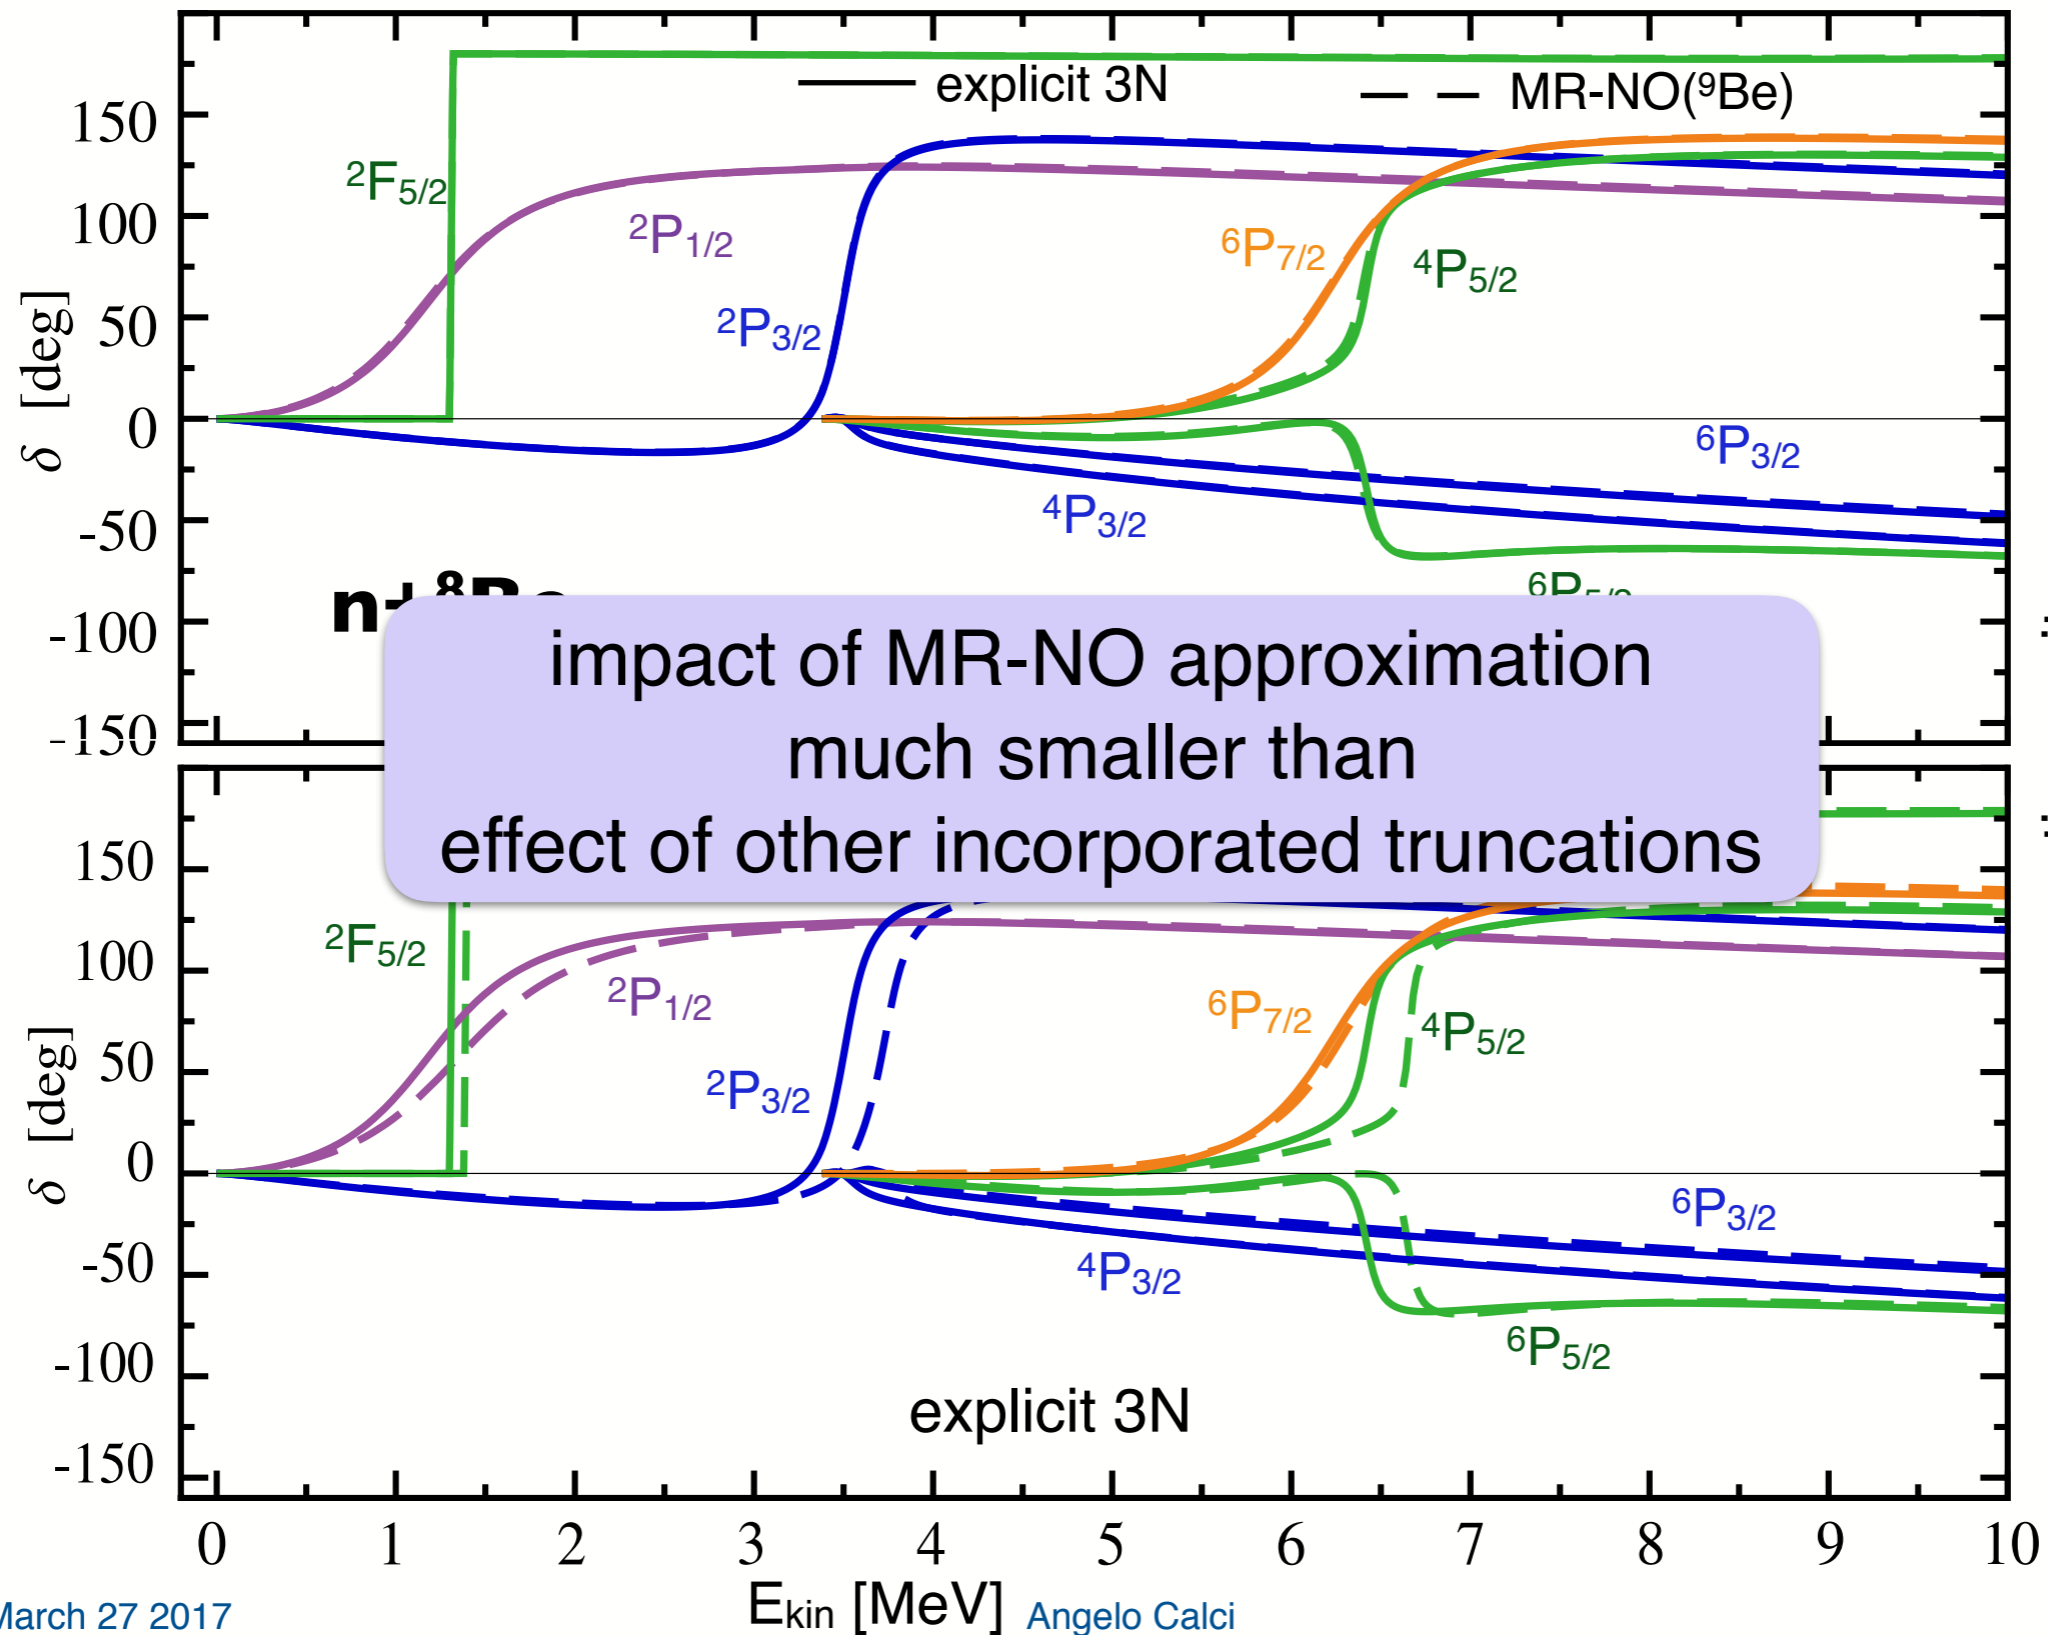 explicit 3N
MR-NO(⁹Be)
150
100
50
0
-50
-100
-150
δ [deg]
²F₅/₂
²P₁/₂
²P₃/₂
⁶P₇/₂
⁴P₅/₂
⁶P₃/₂
⁴P₃/₂
impact of MR-NO approximation
much smaller than
effect of other incorporated truncations
150
100
50
0
-50
-100
-150
δ [deg]
²F₅/₂
²P₁/₂
²P₃/₂
⁶P₇/₂
⁴P₅/₂
⁶P₃/₂
⁴P₃/₂
⁶P₅/₂
explicit 3N
0 1 2 3 4 5 6 7 8 9 10
Eₖᵢₙ [MeV]
March 27 2017
Angelo Calci